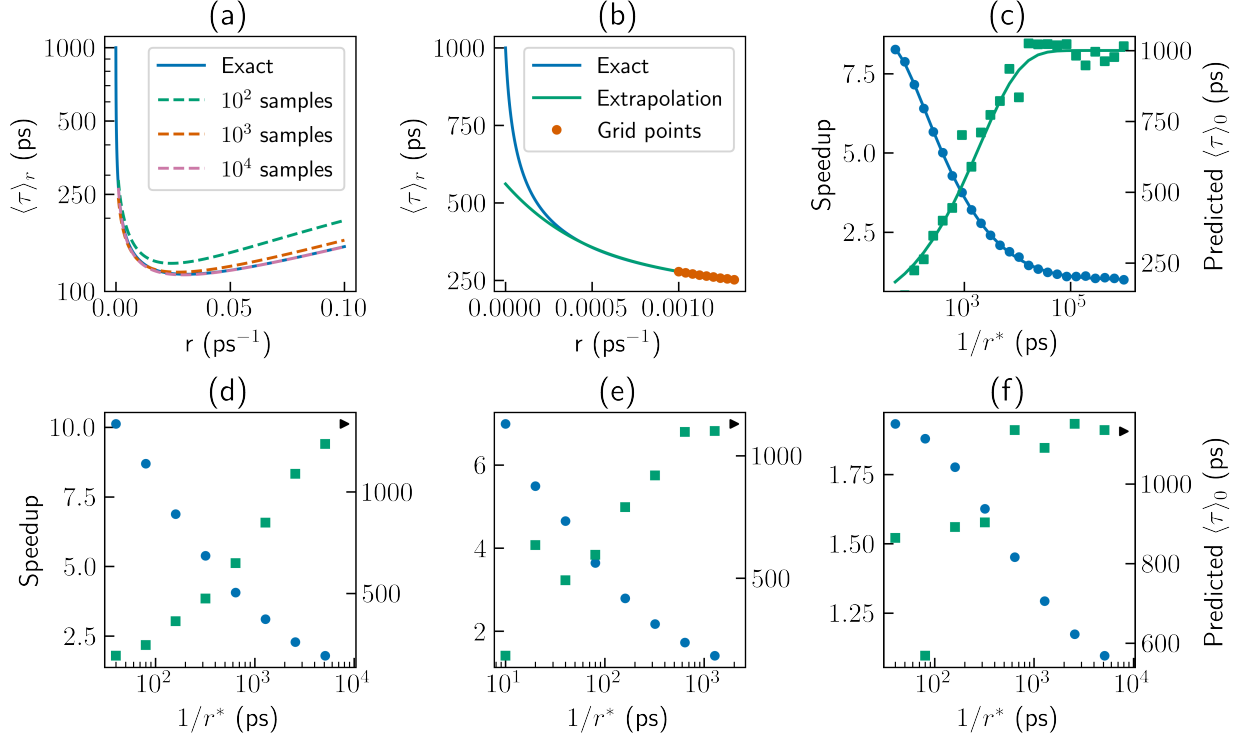 (a)
1000
500
250
100
⟨τ⟩r (ps)
Exact
10² samples
10³ samples
10⁴ samples
0.00
0.05
0.10
r (ps⁻¹)
(b)
1000
750
500
250
⟨τ⟩r (ps)
Exact
Extrapolation
Grid points
0.0000
0.0005
0.0010
r (ps⁻¹)
(c)
7.5
5.0
2.5
Speedup
1000
750
500
250
Predicted ⟨τ⟩₀ (ps)
10³
10⁵
1/r* (ps)
(d)
10.0
7.5
5.0
2.5
Speedup
1000
500
10²
10³
10⁴
1/r* (ps)
(e)
6
4
2
1000
500
10¹
10²
10³
1/r* (ps)
(f)
1.75
1.50
1.25
1000
800
600
Predicted ⟨τ⟩₀ (ps)
10²
10³
10⁴
1/r* (ps)